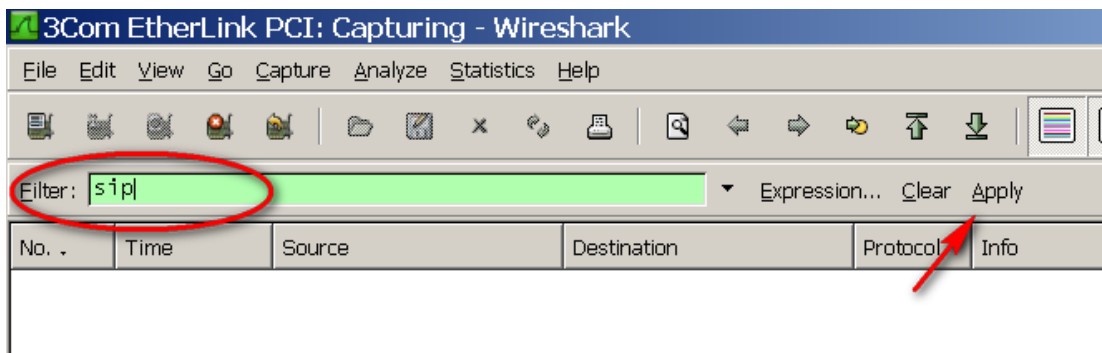 3Com EtherLink PCI: Capturing - Wireshark
File Edit View Go Capture Analyze Statistics Help
Filter: sip Expression... Clear Apply
No. . Time Source Destination Protocol Info